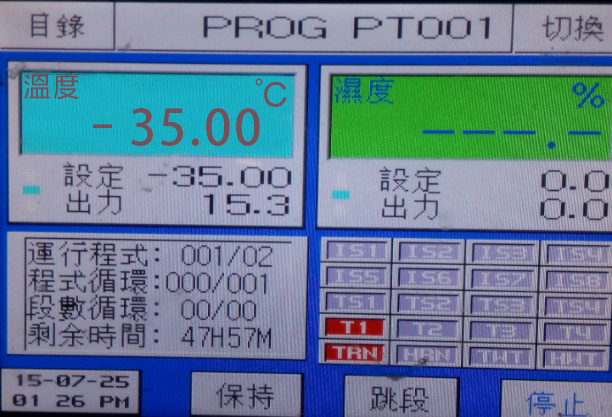 目錄 PROG PT001 切換
溫度 °C
-35.00
設定 -35.00
出力 15.3
濕度 %
---.-
設定 0.0
出力 0.0
運行程式: 001/02
程式循環:000/001
段數循環: 00/00
剩余時間: 47H57M
IS1 IS2 IS3 IS4
IS5 IS6 IS7 IS8
TS1 TS2 TS3 TS4
T1 T2 T3 T4
TRN HRN TWT HWT
15-07-25
01 26 PM
保持 跳段 停止